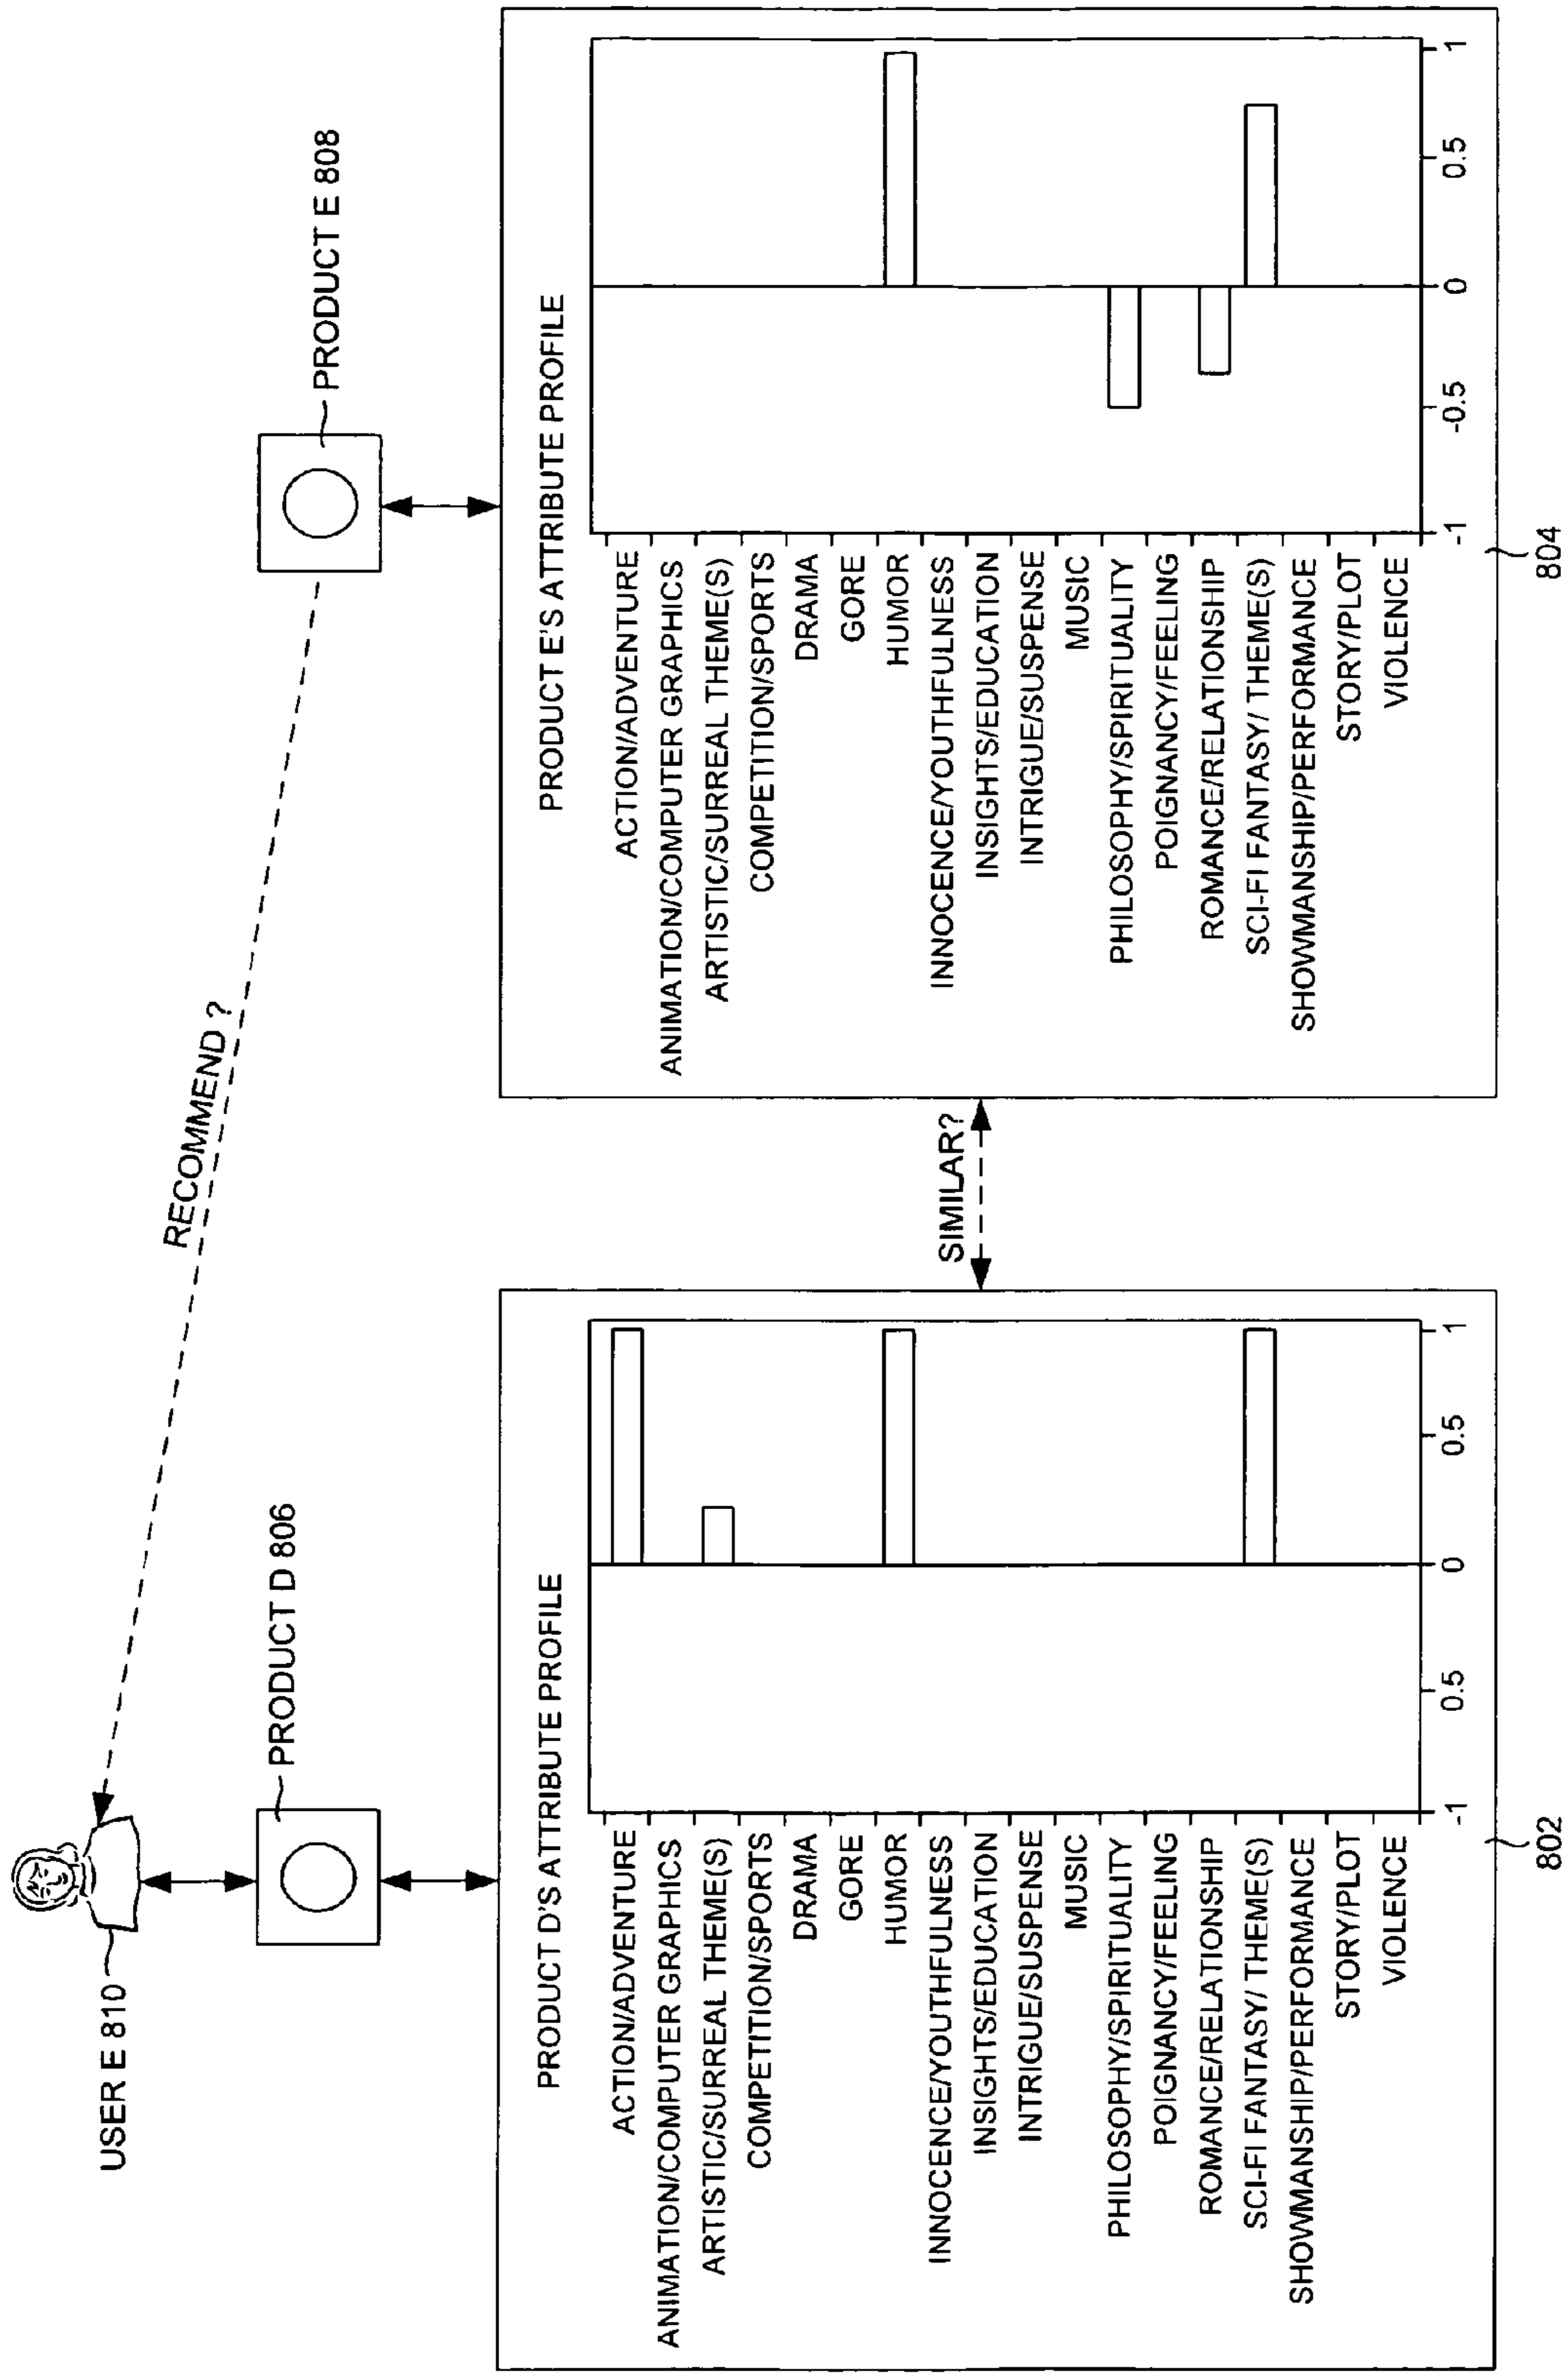 USER E 810
PRODUCT D 806
RECOMMEND ?
PRODUCT E 808
PRODUCT D'S ATTRIBUTE PROFILE
ACTION/ADVENTURE
ANIMATION/COMPUTER GRAPHICS
ARTISTIC/SURREAL THEME(S)
COMPETITION/SPORTS
DRAMA
GORE
HUMOR
INNOCENCE/YOUTHFULNESS
INSIGHTS/EDUCATION
INTRIGUE/SUSPENSE
MUSIC
PHILOSOPHY/SPIRITUALITY
POIGNANCY/FEELING
ROMANCE/RELATIONSHIP
SCI-FI FANTASY/ THEME(S)
SHOWMANSHIP/PERFORMANCE
STORY/PLOT
VIOLENCE
-1 0.5 0 0.5 1
802
SIMILAR?
PRODUCT E'S ATTRIBUTE PROFILE
ACTION/ADVENTURE
ANIMATION/COMPUTER GRAPHICS
ARTISTIC/SURREAL THEME(S)
COMPETITION/SPORTS
DRAMA
GORE
HUMOR
INNOCENCE/YOUTHFULNESS
INSIGHTS/EDUCATION
INTRIGUE/SUSPENSE
MUSIC
PHILOSOPHY/SPIRITUALITY
POIGNANCY/FEELING
ROMANCE/RELATIONSHIP
SCI-FI FANTASY/ THEME(S)
SHOWMANSHIP/PERFORMANCE
STORY/PLOT
VIOLENCE
-1 -0.5 0 0.5 1
804